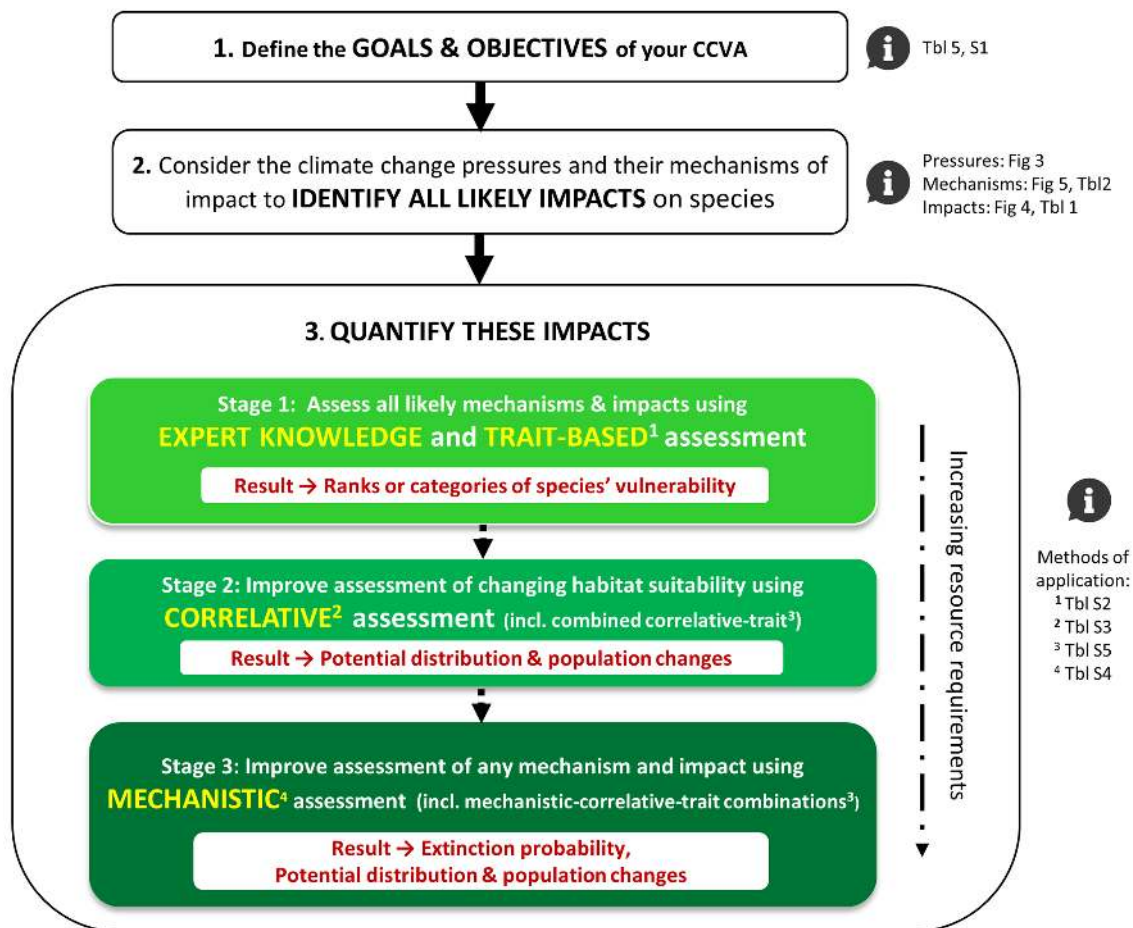 1. Define the GOALS & OBJECTIVES of your CCVA
Tbl 5, S1
2. Consider the climate change pressures and their mechanisms of
impact to IDENTIFY ALL LIKELY IMPACTS on species
Pressures: Fig 3
Mechanisms: Fig 5, Tbl2
Impacts: Fig 4, Tbl 1
3. QUANTIFY THESE IMPACTS
Stage 1: Assess all likely mechanisms & impacts using
EXPERT KNOWLEDGE and TRAIT-BASED¹ assessment
Result → Ranks or categories of species' vulnerability
Stage 2: Improve assessment of changing habitat suitability using
CORRELATIVE² assessment (incl. combined correlative-trait³)
Result → Potential distribution & population changes
Stage 3: Improve assessment of any mechanism and impact using
MECHANISTIC⁴ assessment (incl. mechanistic-correlative-trait combinations³)
Result → Extinction probability,
Potential distribution & population changes
Increasing resource requirements
Methods of
application:
¹ Tbl S2
² Tbl S3
³ Tbl S5
⁴ Tbl S4